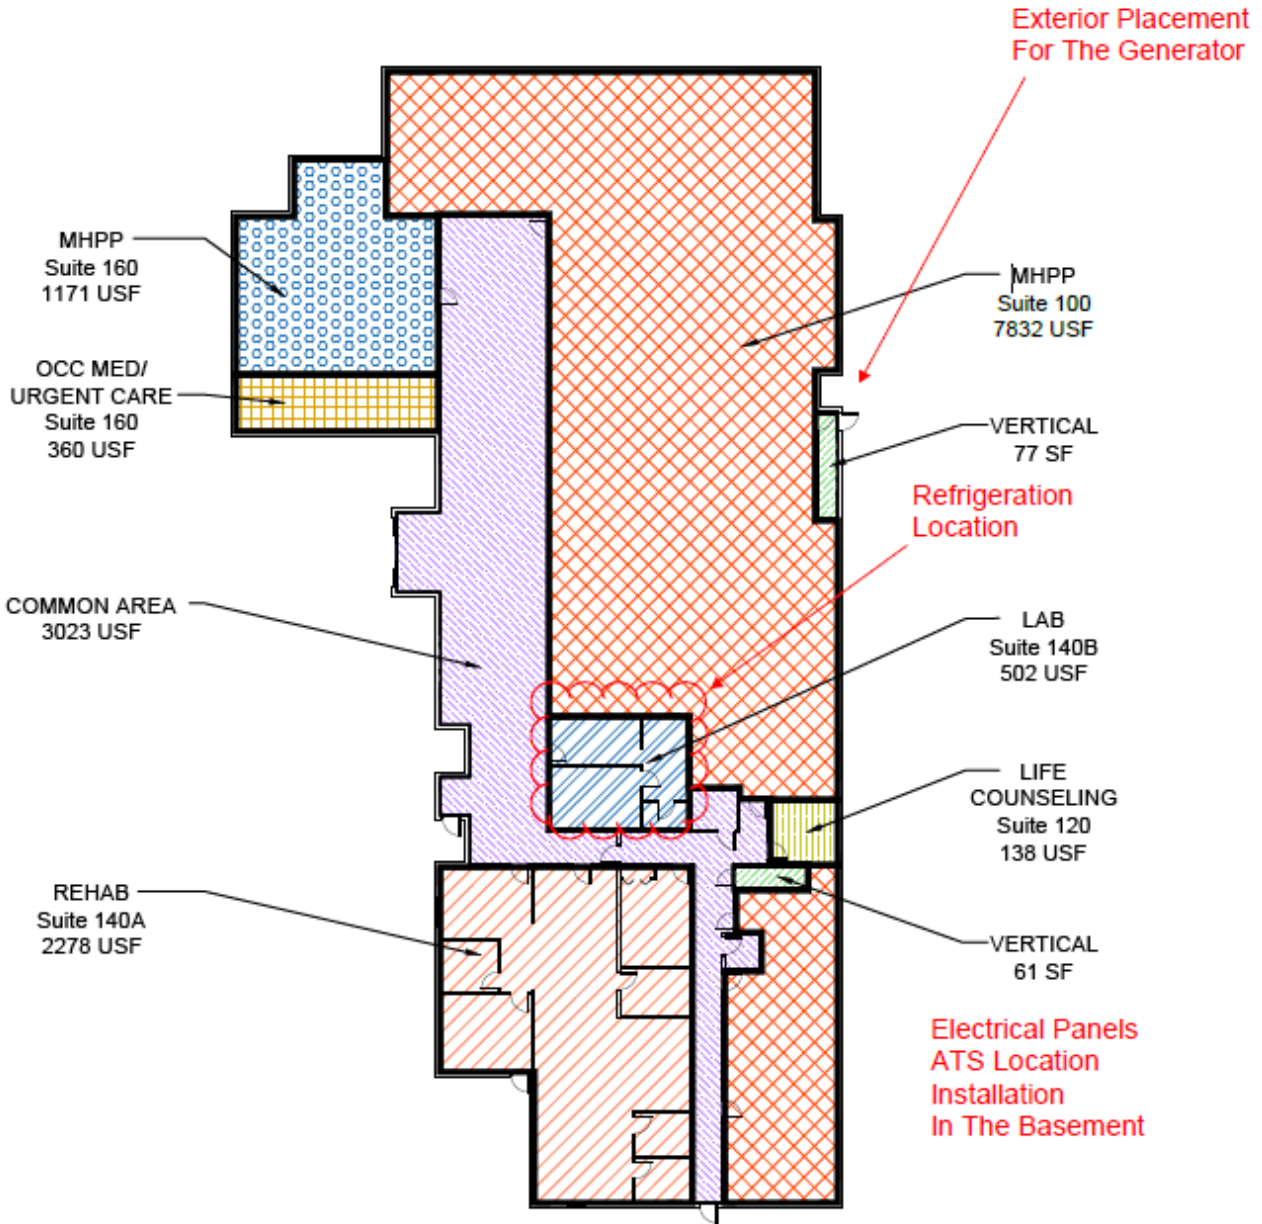 Exterior Placement
For The Generator
MHPP
Suite 160
1171 USF
MHPP
Suite 100
7832 USF
OCC MED/
URGENT CARE
Suite 160
360 USF
VERTICAL
77 SF
Refrigeration
Location
COMMON AREA
3023 USF
LAB
Suite 140B
502 USF
LIFE
COUNSELING
Suite 120
138 USF
REHAB
Suite 140A
2278 USF
VERTICAL
61 SF
Electrical Panels
ATS Location
Installation
In The Basement